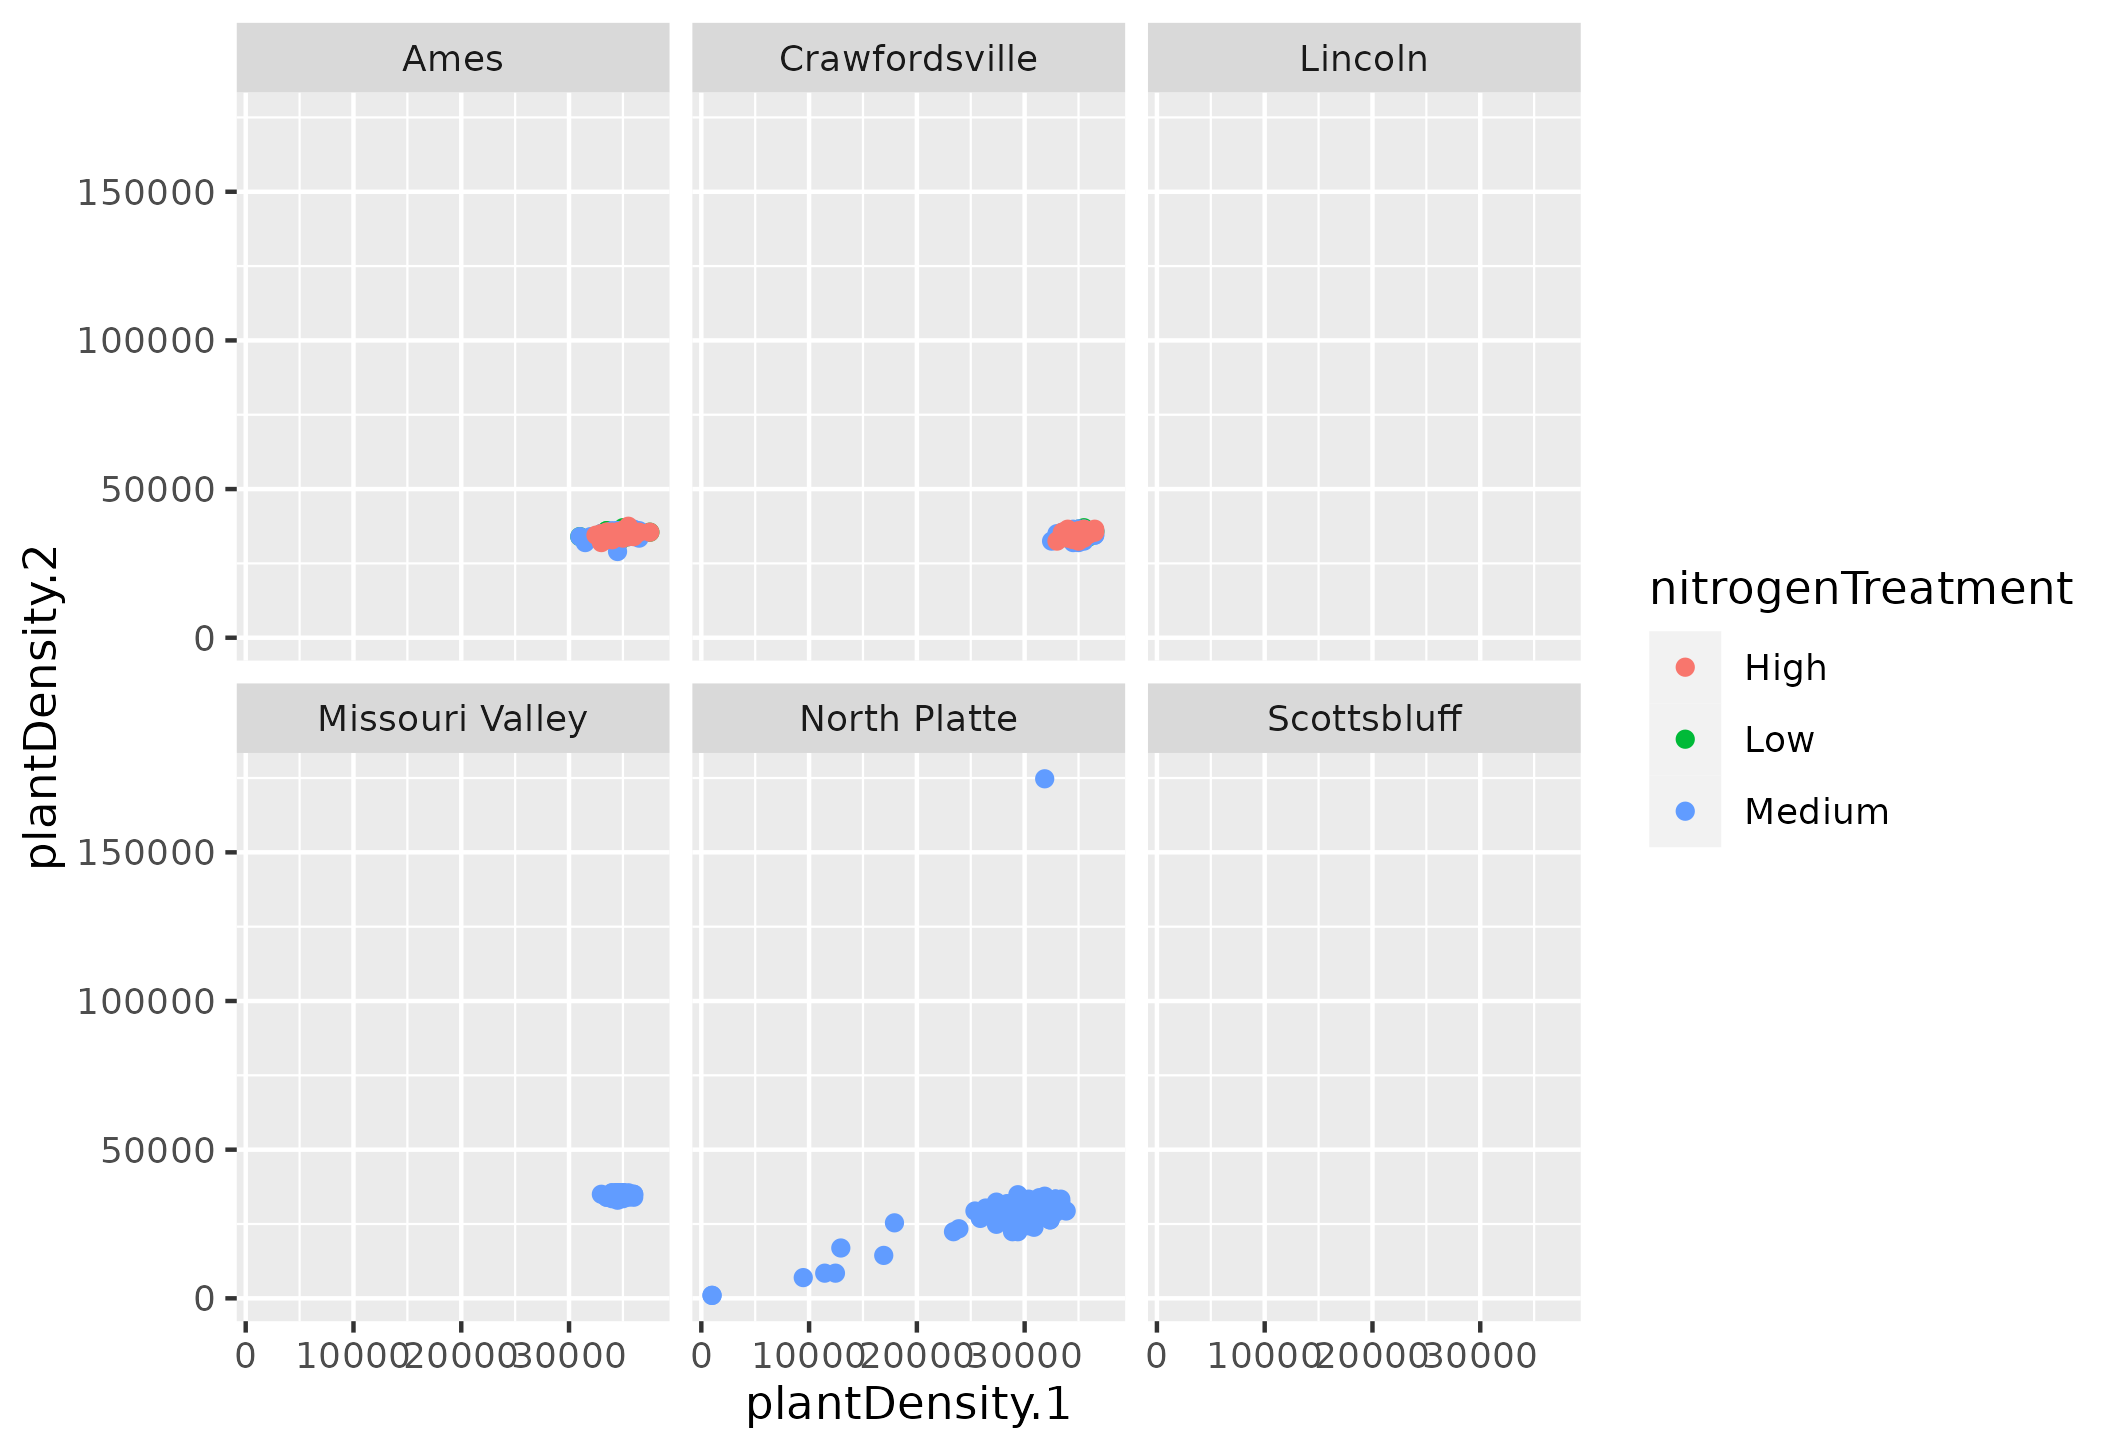 Ames
Crawfordsville
Lincoln
150000
100000
50000
0
Missouri Valley
North Platte
Scottsbluff
150000
100000
50000
0
0 10000 20000 30000
0 10000 20000 30000
0 10000 20000 30000
plantDensity.1
plantDensity.2
nitrogenTreatment
High
Low
Medium